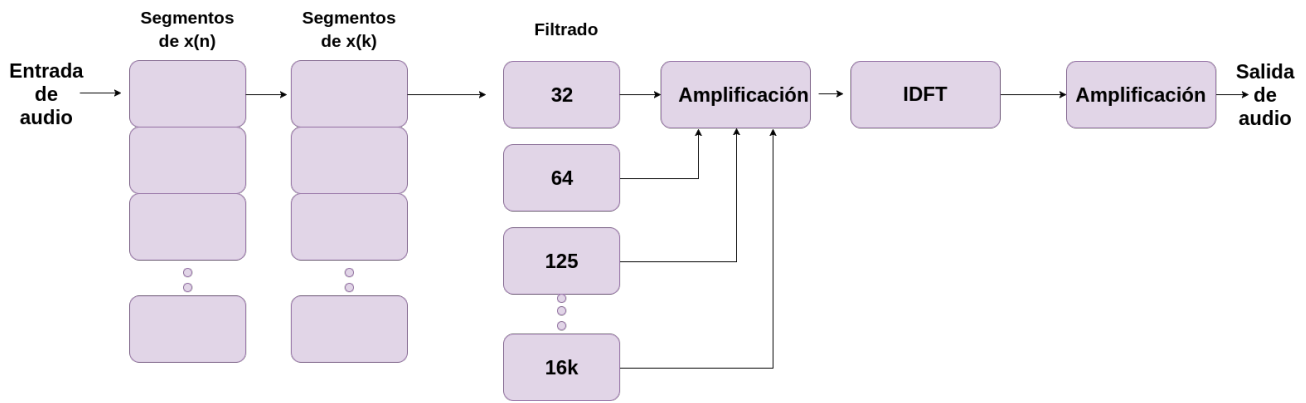 Segmentos
de x(n)
Segmentos
de x(k)
Filtrado
Entrada
de
audio
32
Amplificación
IDFT
Amplificación
Salida
de
audio
64
125
16k